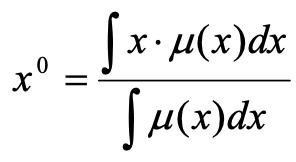 x⁰ = ∫ x · μ(x)dx / ∫ μ(x)dx